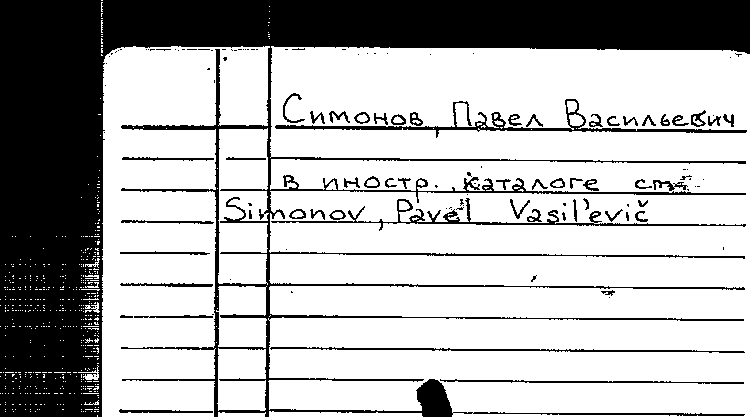 Симонов, Павел Васильевич
в иностр. каталоге см.
Simonov, Pavel Vasil'evič